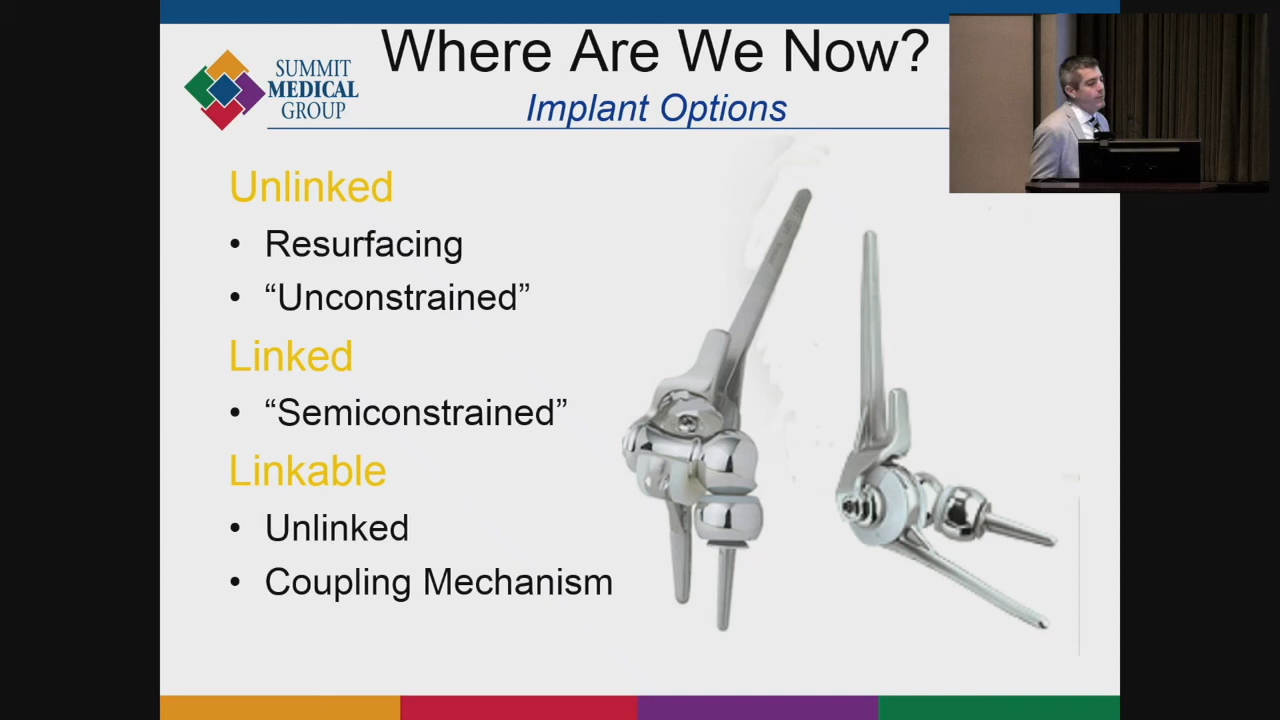 Where Are We Now?
SUMMIT
MEDICAL
GROUP
Implant Options
Unlinked
• Resurfacing
• “Unconstrained”
Linked
• “Semiconstrained”
Linkable
• Unlinked
• Coupling Mechanism